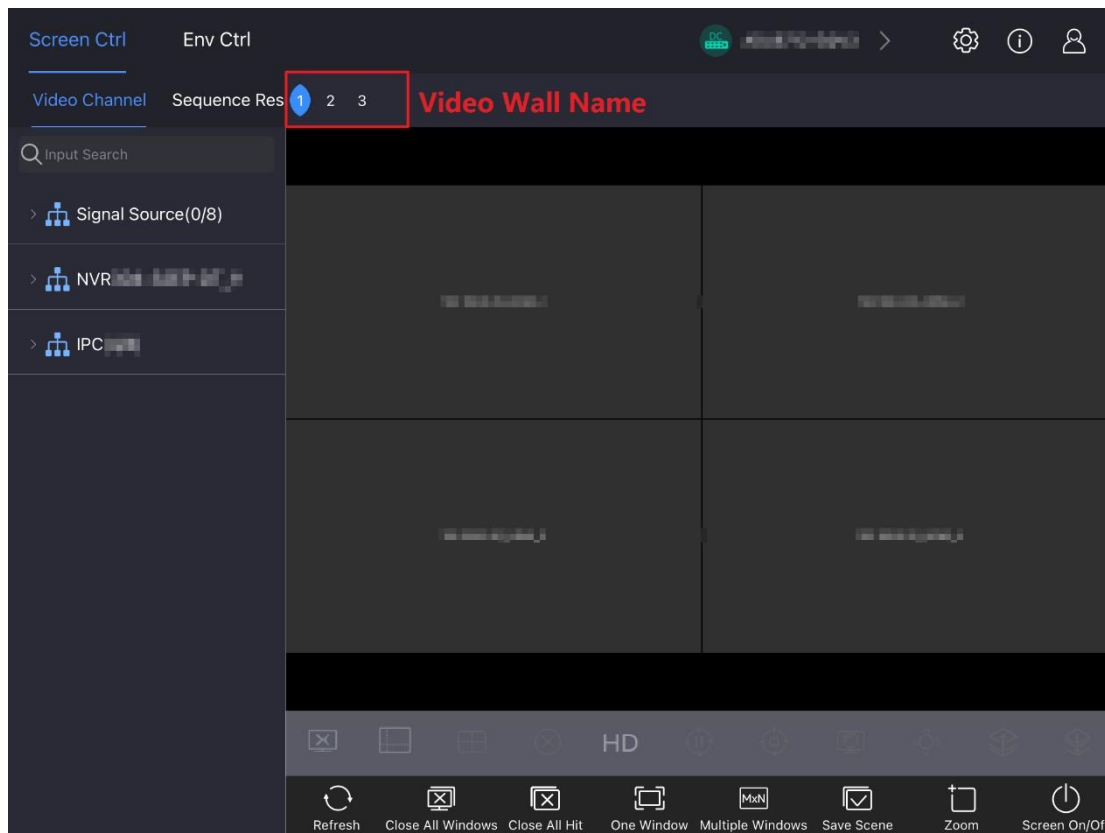 Screen Ctrl Env Ctrl DC
Video Channel Sequence Res 1 2 3 Video Wall Name
Input Search
Signal Source(0/8)
NVR
IPC
HD
MxN
Refresh Close All Windows Close All Hit One Window Multiple Windows Save Scene Zoom Screen On/Of